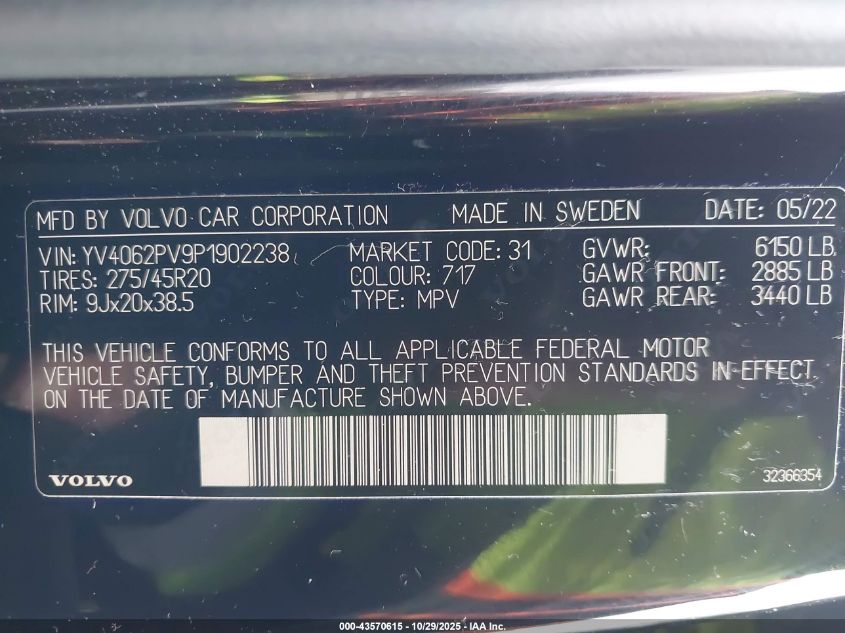 MFD BY VOLVO CAR CORPORATION MADE IN SWEDEN DATE: 05/22
VIN: YV4062PV9P1902238 MARKET CODE: 31 GVWR: 6150 LB
TIRES: 275/45R20 COLOUR: 717 GAWR FRONT: 2885 LB
RIM: 9Jx20x38.5 TYPE: MPV GAWR REAR: 3440 LB
THIS VEHICLE CONFORMS TO ALL APPLICABLE FEDERAL MOTOR
VEHICLE SAFETY, BUMPER AND THEFT PREVENTION STANDARDS IN EFFECT
ON THE DATE OF MANUFACTURE SHOWN ABOVE.
VOLVO 32366354
000-43570615 - 10/29/2025 - IAA Inc.